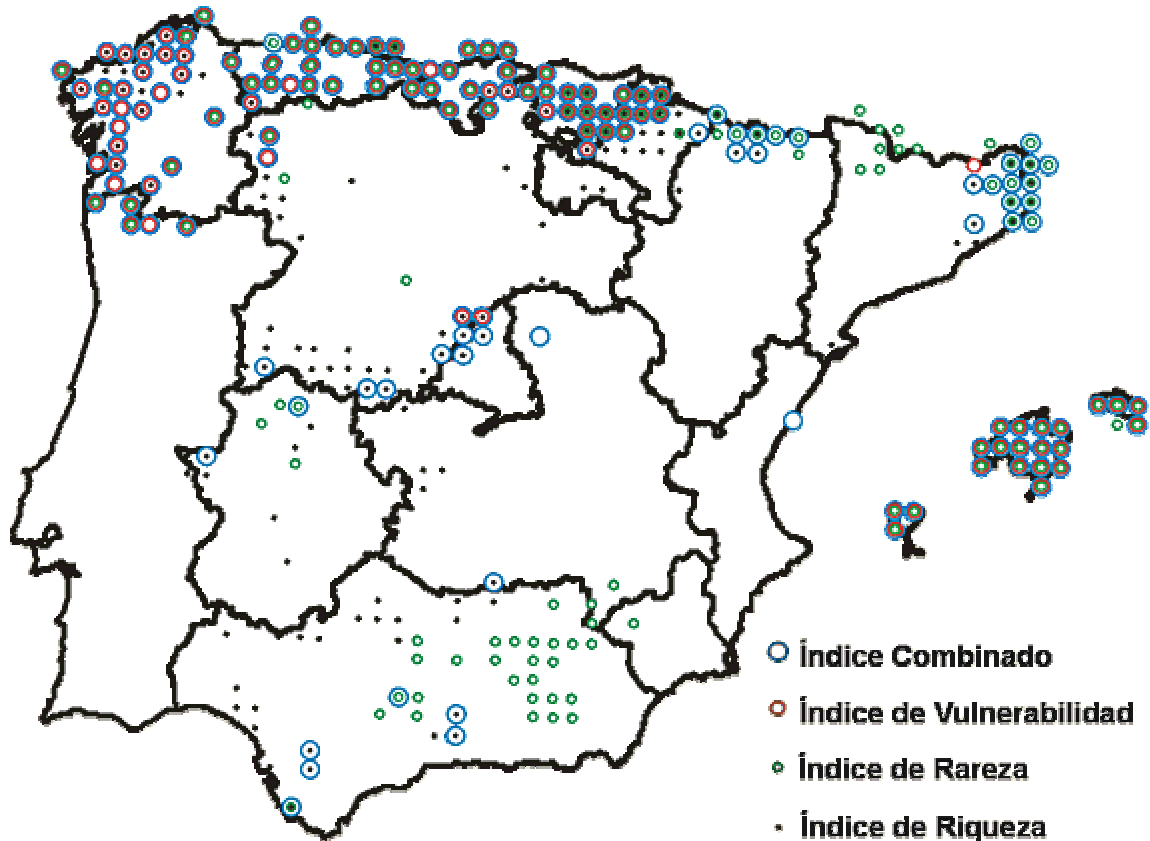 Índice Combinado
Índice de Vulnerabilidad
Índice de Rareza
Índice de Riqueza